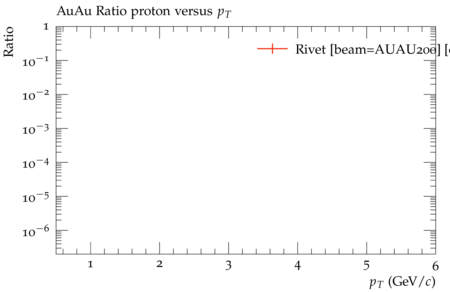 AuAu Ratio proton versus p_T
Ratio
Rivet [beam=AUAU200] [
1
10^−1
10^−2
10^−3
10^−4
10^−5
10^−6
1 2 3 4 5 6
p_T (GeV/c)